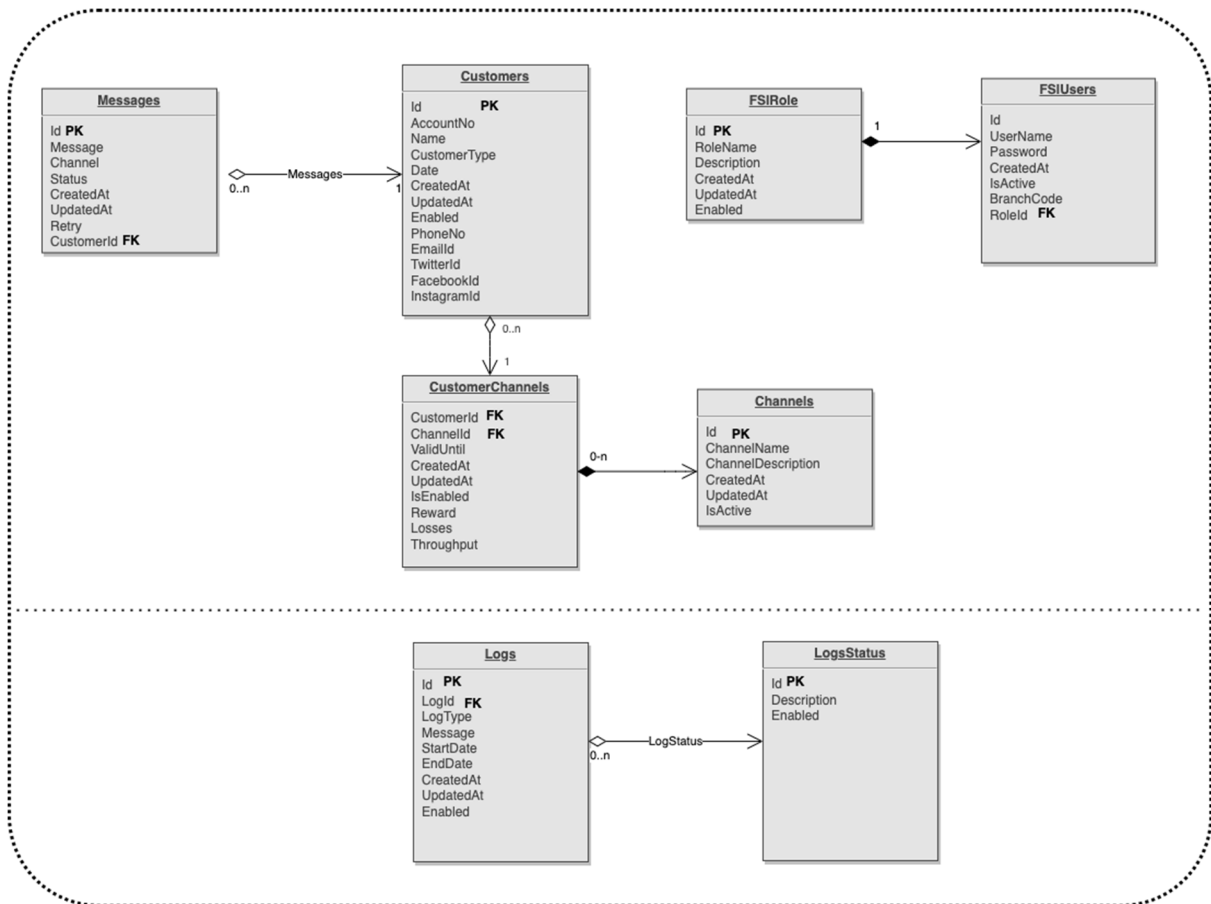 Messages
Id PK
Message
Channel
Status
CreatedAt
UpdatedAt
Retry
CustomerId FK
0..n
Messages
1
Customers
Id PK
AccountNo
Name
CustomerType
Date
CreatedAt
UpdatedAt
Enabled
PhoneNo
EmailId
TwitterId
FacebookId
InstagramId
FSIRole
Id PK
RoleName
Description
CreatedAt
UpdatedAt
Enabled
1
FSIUsers
Id
UserName
Password
CreatedAt
IsActive
BranchCode
RoleId FK
0..n
1
CustomerChannels
CustomerId FK
ChannelId FK
ValidUntil
CreatedAt
UpdatedAt
IsEnabled
Reward
Losses
Throughput
0-n
Channels
Id PK
ChannelName
ChannelDescription
CreatedAt
UpdatedAt
IsActive
Logs
Id PK
LogId FK
LogType
Message
StartDate
EndDate
CreatedAt
UpdatedAt
Enabled
0..n
LogStatus
LogsStatus
Id PK
Description
Enabled